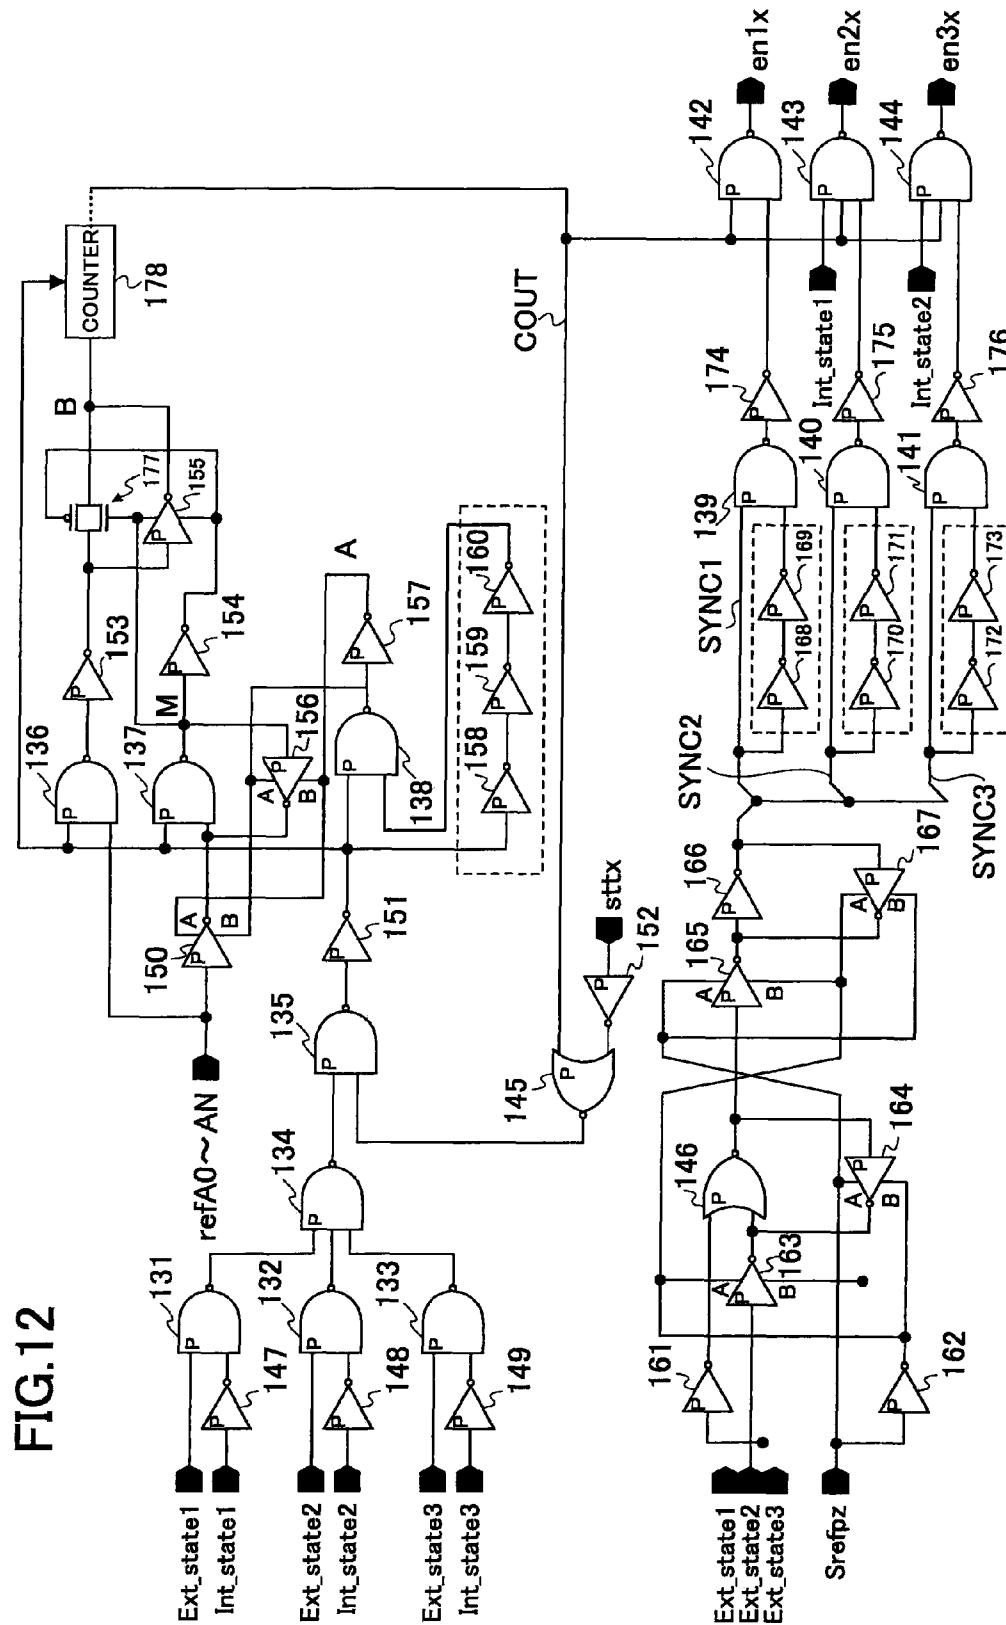 FIG.12
Ext_state1
Int_state1
Ext_state2
Int_state2
Ext_state3
Int_state3
131
P
147
P
132
P
148
P
133
P
149
P
134
P
135
P
151
P
refA0~AN
150
P
A
B
136
P
153
P
137
P
M
154
P
156
P
A
B
138
P
157
P
A
177
155
P
B
COUNTER
178
158
P
159
P
160
P
COUT
145
P
152
P
sttx
Ext_state1
Ext_state2
Ext_state3
Srefpz
161
P
162
P
163
P
A
B
146
P
164
P
A
B
165
P
A
B
166
P
167
P
A
B
SYNC1
SYNC2
SYNC3
168
P
169
P
170
P
171
P
172
P
173
P
139
P
140
P
141
P
174
P
175
P
176
P
Int_state1
Int_state2
142
P
143
P
144
P
en1x
en2x
en3x